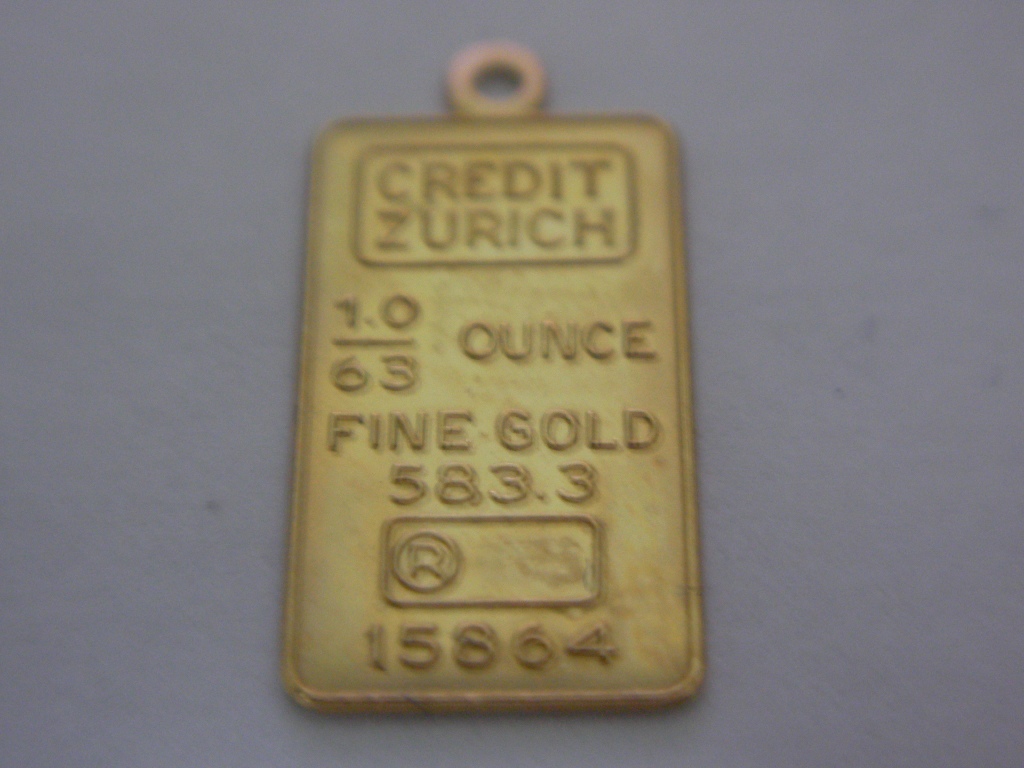 CREDIT
ZURICH
1.0
63
OUNCE
FINE GOLD
583.3
®
15864